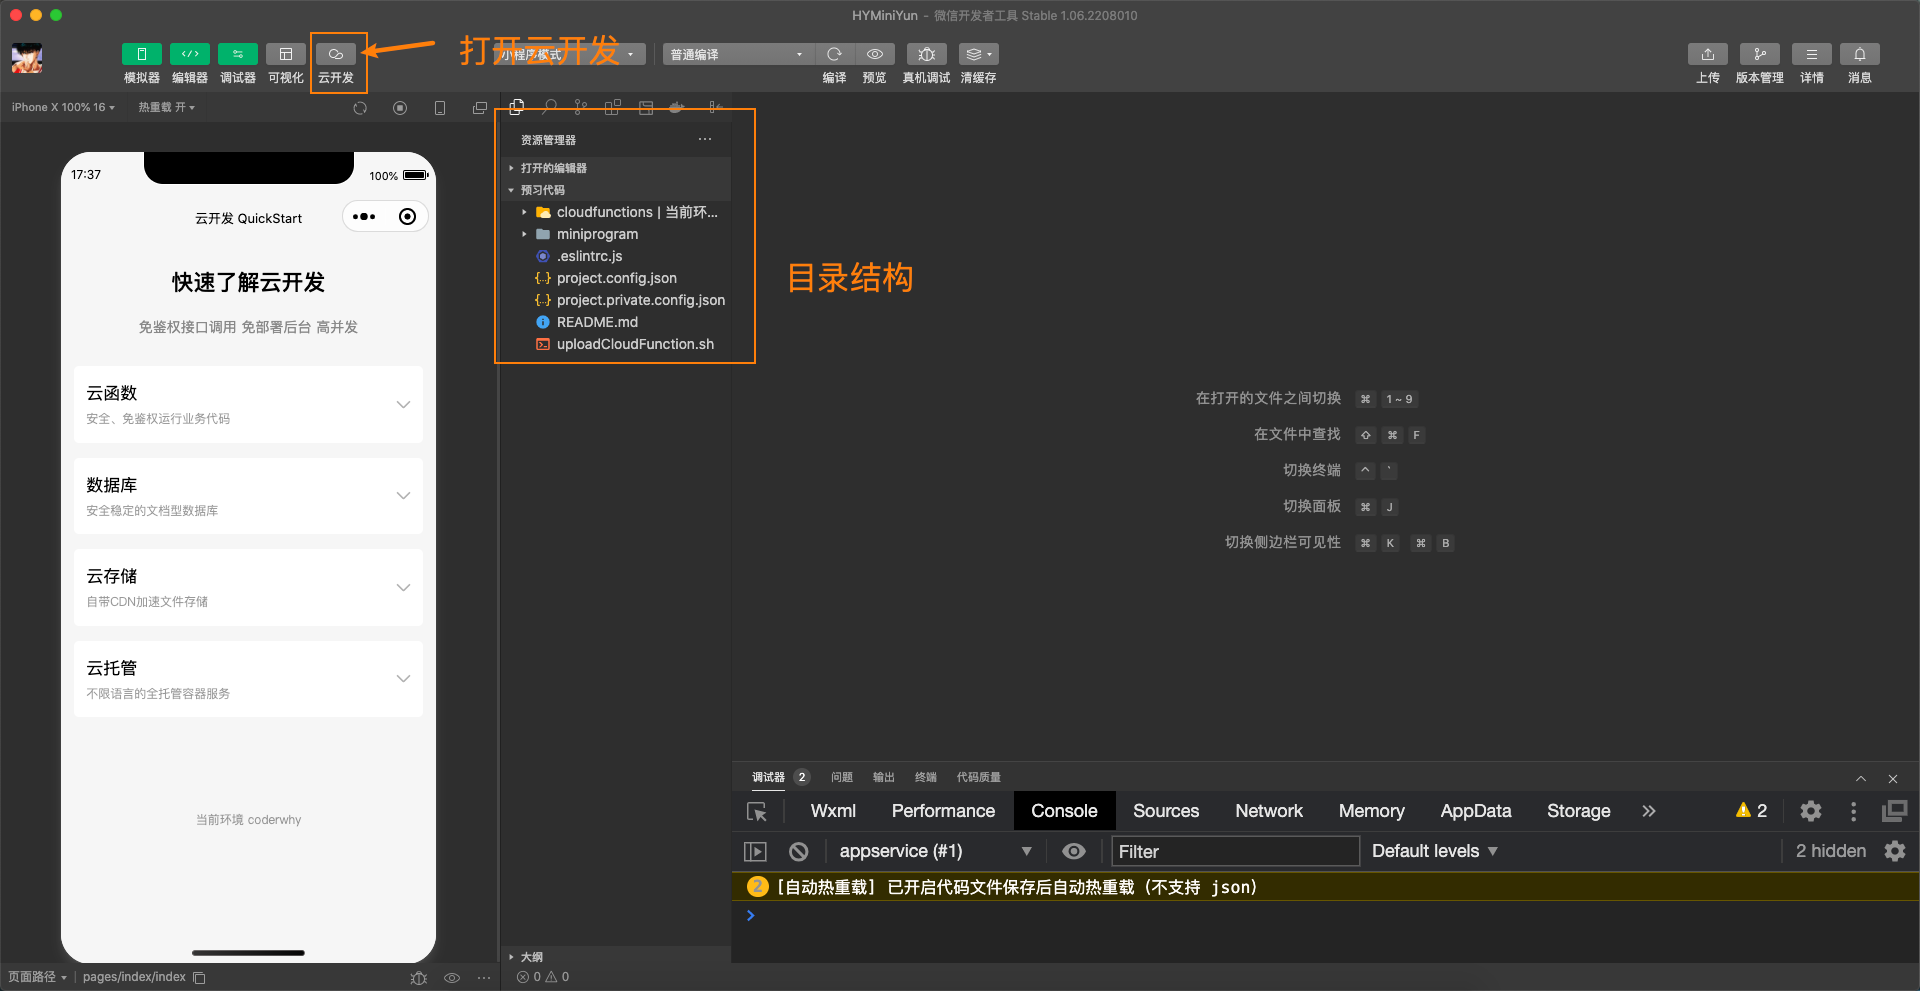 HYMiniYun - 微信开发者工具 Stable 1.06.2208010
打开云开发
小程序模式
普通编译
模拟器 编辑器 调试器 可视化 云开发
编译 预览 真机调试 清缓存
上传 版本管理 详情 消息
iPhone X 100% 16
热重载 开
资源管理器
打开的编辑器
预习代码
cloudfunctions | 当前环...
miniprogram
.eslintrc.js
project.config.json
project.private.config.json
README.md
uploadCloudFunction.sh
目录结构
17:37
100%
云开发 QuickStart
快速了解云开发
免鉴权接口调用 免部署后台 高并发
云函数
安全、免鉴权运行业务代码
数据库
安全稳定的文档型数据库
云存储
自带CDN加速文件存储
云托管
不限语言的全托管容器服务
当前环境 coderwhy
在打开的文件之间切换 ⌘ 1 ~ 9
在文件中查找 ⇧ ⌘ F
切换终端 ^ `
切换面板 ⌘ J
切换侧边栏可见性 ⌘ K ⌘ B
调试器 2 问题 输出 终端 代码质量
Wxml Performance Console Sources Network Memory AppData Storage » 2
appservice (#1)
Filter
Default levels
2 hidden
2 [自动热重载] 已开启代码文件保存后自动热重载（不支持 json）
大纲
页面路径 | pages/index/index
0 0